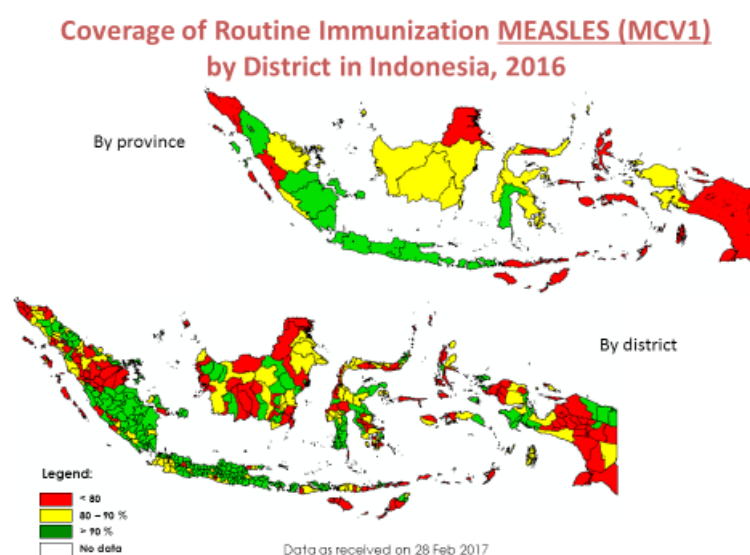 Coverage of Routine Immunization MEASLES (MCV1)
by District in Indonesia, 2016
By province
By district
Legend:
< 80
80 – 90 %
> 90 %
No data
Data as received on 28 Feb 2017